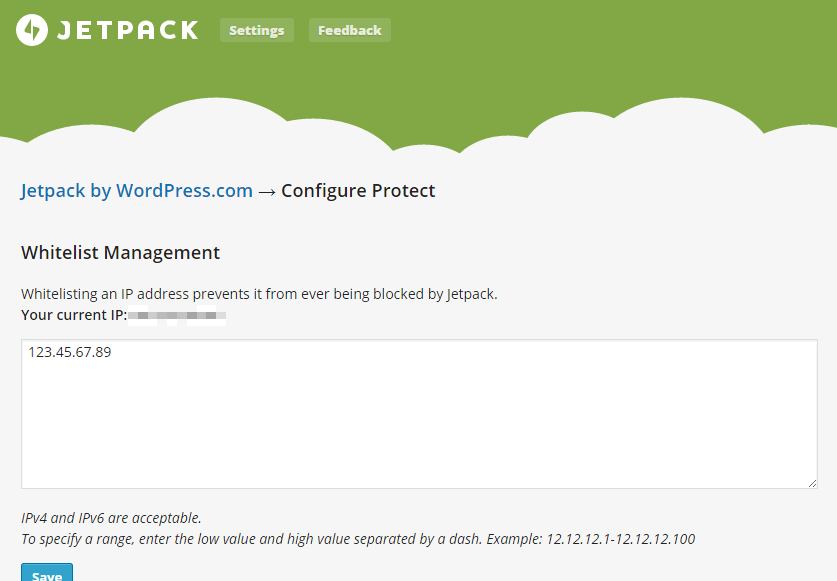 JETPACK Settings Feedback
Jetpack by WordPress.com → Configure Protect
Whitelist Management
Whitelisting an IP address prevents it from ever being blocked by Jetpack.
Your current IP:
123.45.67.89
IPv4 and IPv6 are acceptable.
To specify a range, enter the low value and high value separated by a dash. Example: 12.12.12.1-12.12.12.100
Save